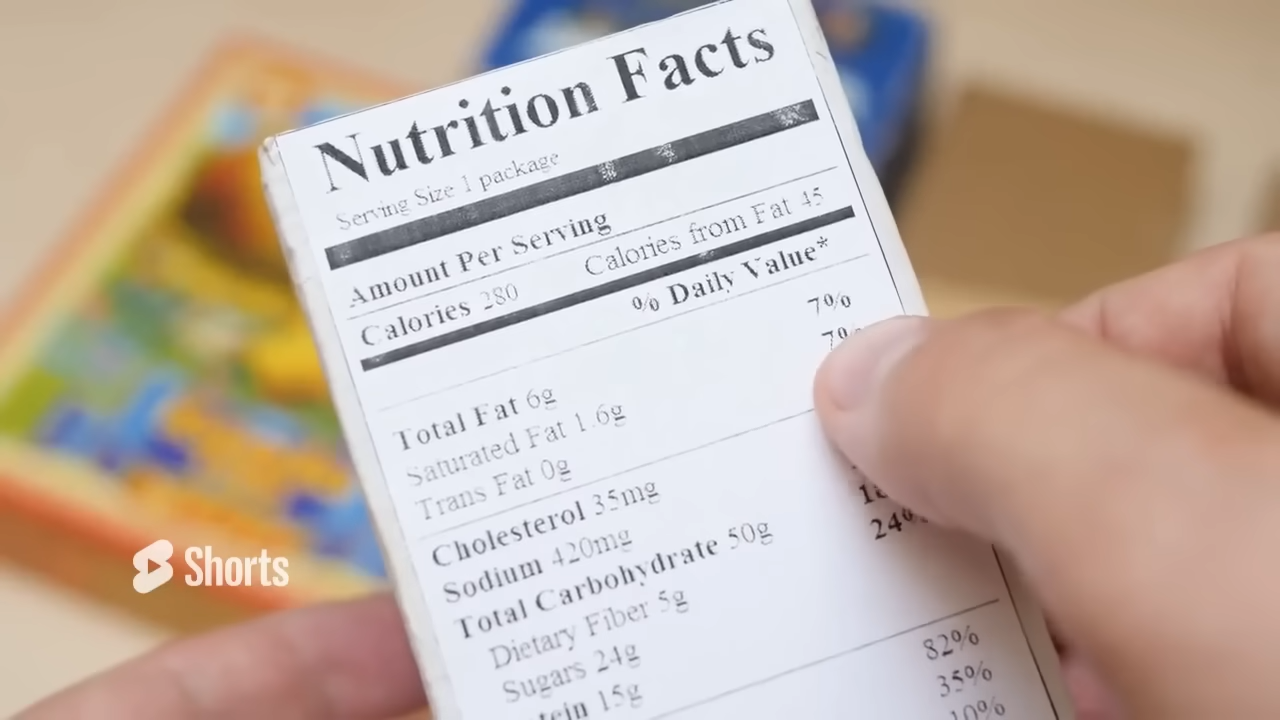 Nutrition Facts
Serving Size 1 package
Amount Per Serving
Calories 280 Calories from Fat 45
% Daily Value*
7%
Total Fat 6g
Saturated Fat 1.6g
Trans Fat 0g
Cholesterol 35mg
Sodium 420mg
Total Carbohydrate 50g
Dietary Fiber 5g
Sugars 24g
15g
82%
35%
10%
Shorts